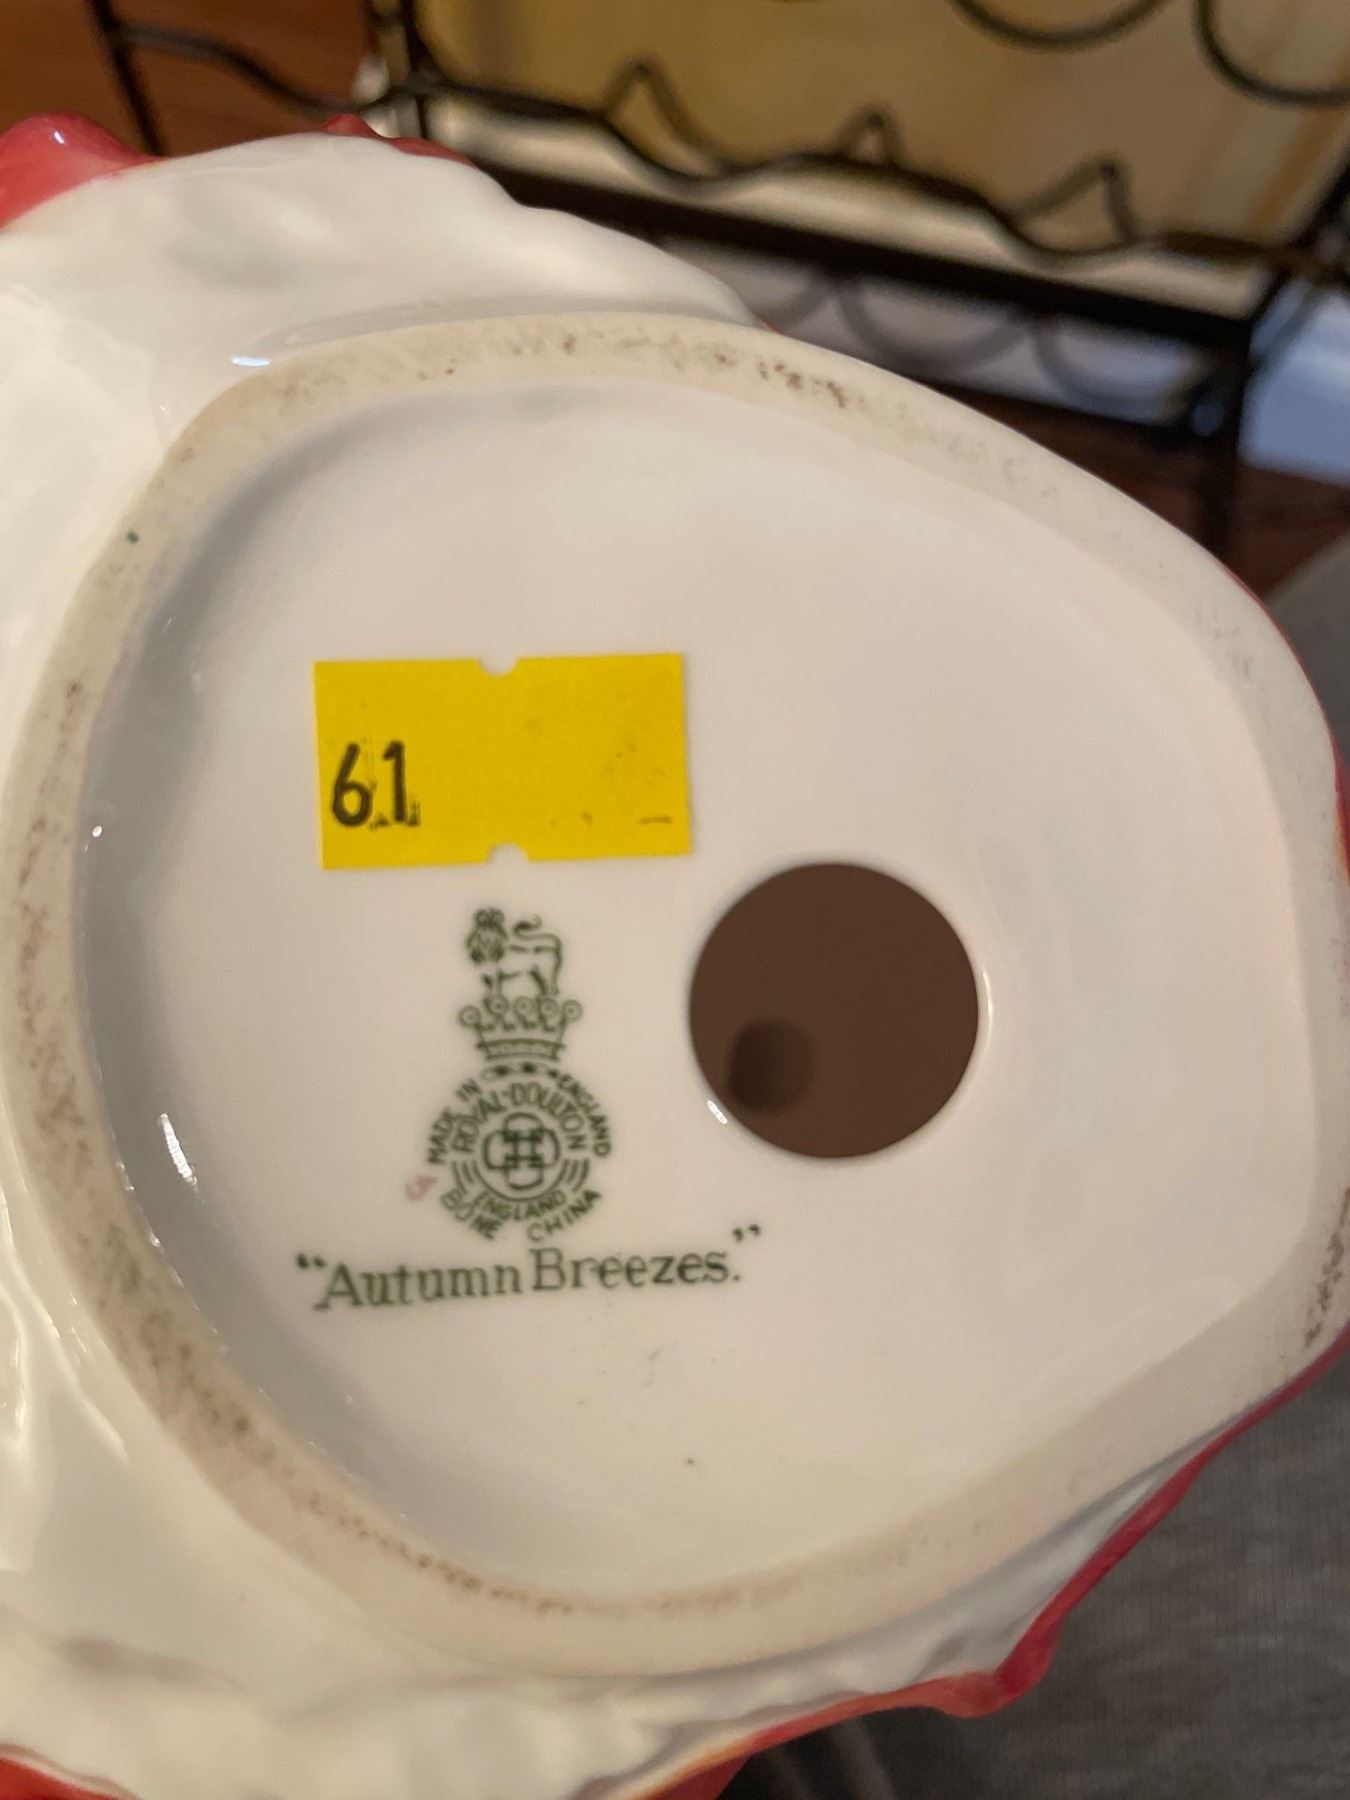 61
MADE IN ENGLAND
ROYAL·DOULTON
ENGLAND
BONE CHINA
“Autumn Breezes.”